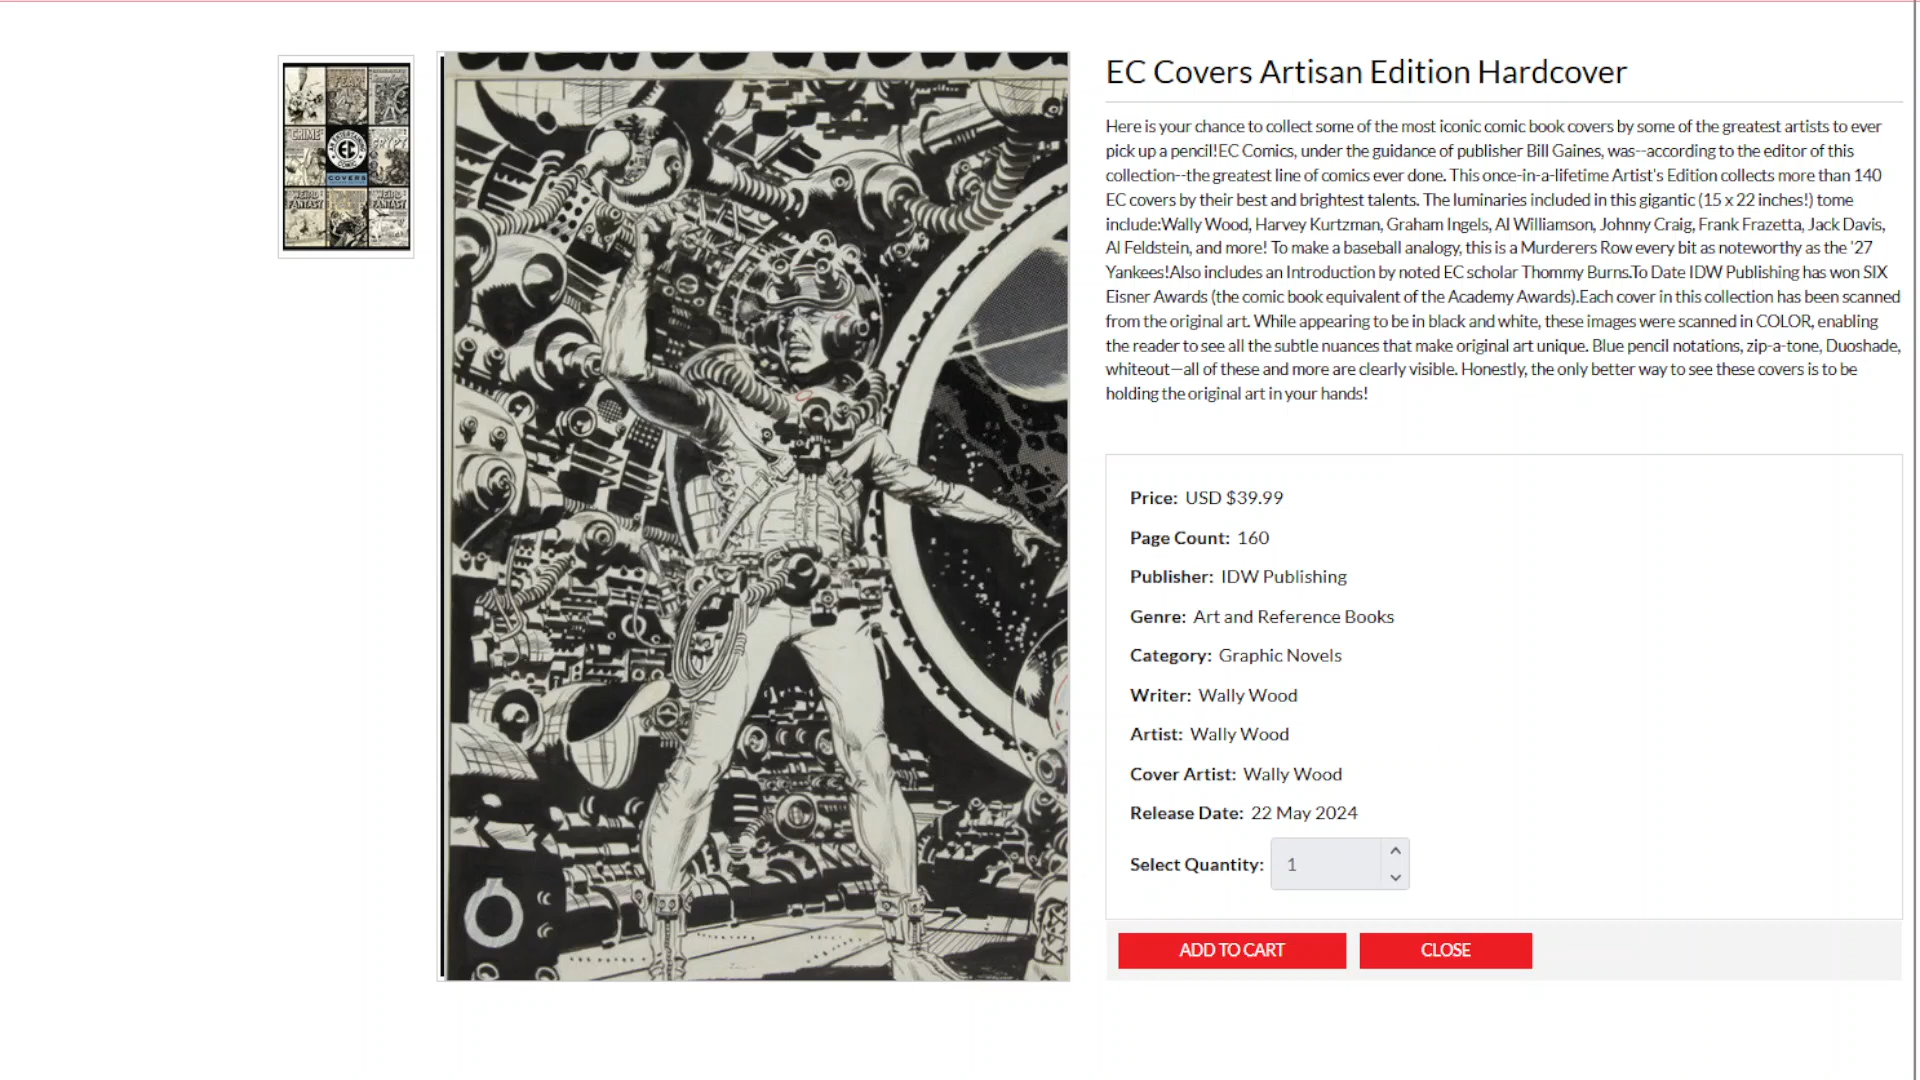 CRIME
EC
COVERS
WEIRD
FANTASY
WEIRD
FANTASY
EC Covers Artisan Edition Hardcover
Here is your chance to collect some of the most iconic comic book covers by some of the greatest artists to ever
pick up a pencil!EC Comics, under the guidance of publisher Bill Gaines, was--according to the editor of this
collection--the greatest line of comics ever done. This once-in-a-lifetime Artist's Edition collects more than 140
EC covers by their best and brightest talents. The luminaries included in this gigantic (15 x 22 inches!) tome
include:Wally Wood, Harvey Kurtzman, Graham Ingels, Al Williamson, Johnny Craig, Frank Frazetta, Jack Davis,
Al Feldstein, and more! To make a baseball analogy, this is a Murderers Row every bit as noteworthy as the '27
Yankees!Also includes an Introduction by noted EC scholar Thommy Burns.To Date IDW Publishing has won SIX
Eisner Awards (the comic book equivalent of the Academy Awards).Each cover in this collection has been scanned
from the original art. While appearing to be in black and white, these images were scanned in COLOR, enabling
the reader to see all the subtle nuances that make original art unique. Blue pencil notations, zip-a-tone, Duoshade,
whiteout—all of these and more are clearly visible. Honestly, the only better way to see these covers is to be
holding the original art in your hands!
Price: USD $39.99
Page Count: 160
Publisher: IDW Publishing
Genre: Art and Reference Books
Category: Graphic Novels
Writer: Wally Wood
Artist: Wally Wood
Cover Artist: Wally Wood
Release Date: 22 May 2024
Select Quantity: 1
ADD TO CART CLOSE